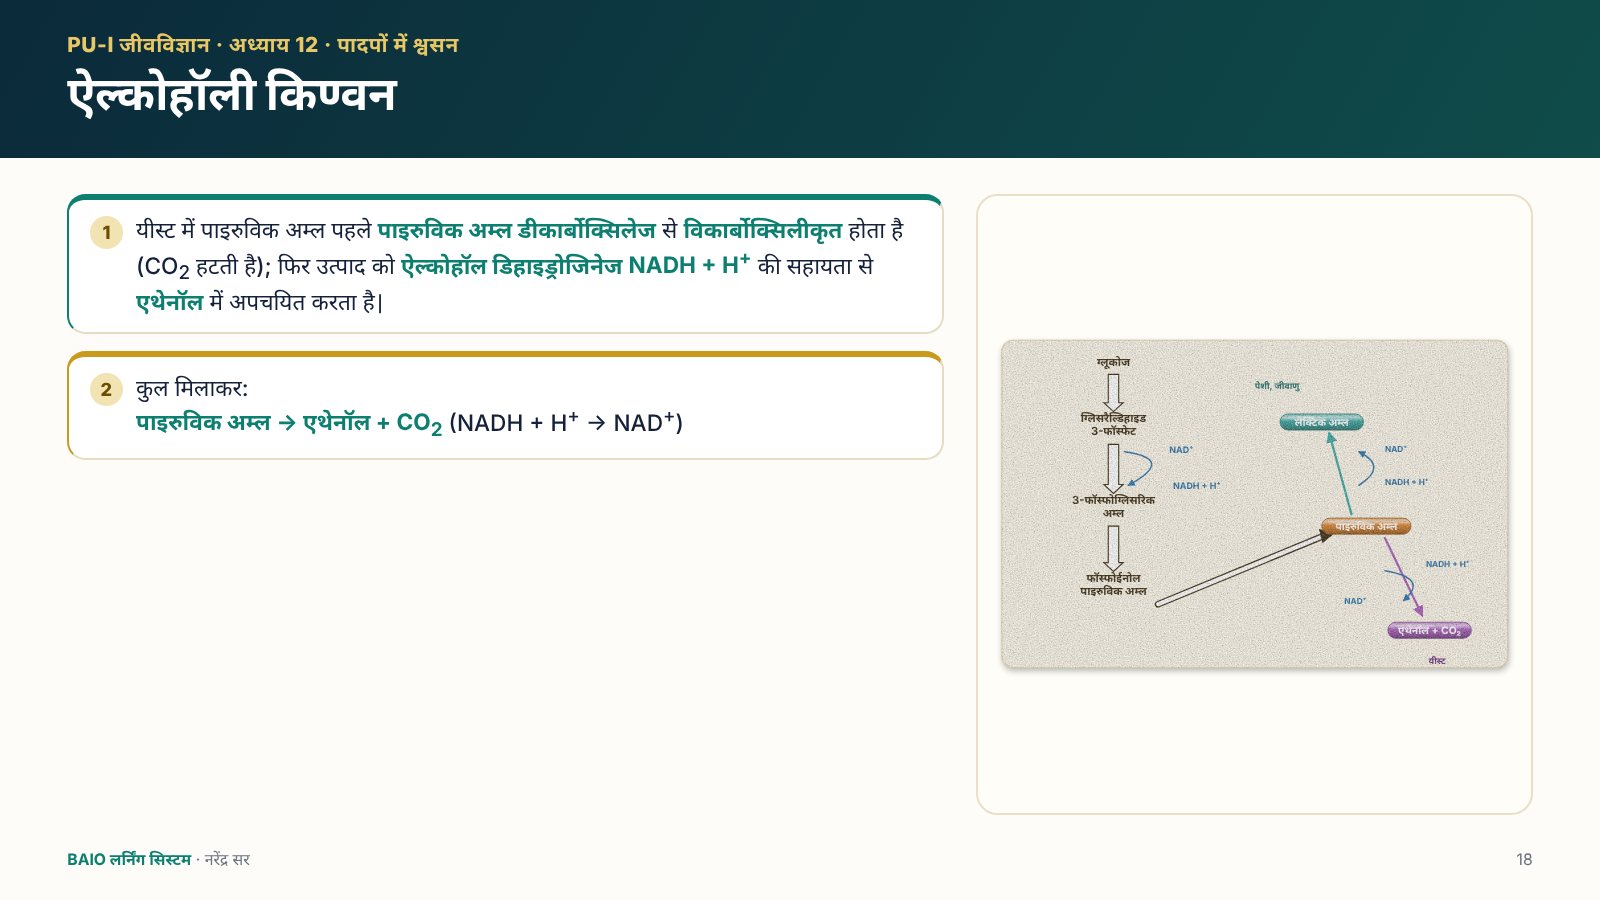 PU-I जीवविज्ञान · अध्याय 12 · पादपों में श्वसन
ऐल्कोहॉली किण्वन
1
यीस्ट में पाइरुविक अम्ल पहले पाइरुविक अम्ल डीकार्बोक्सिलेज से विकार्बोक्सिलीकृत होता है
(CO₂ हटती है); फिर उत्पाद को ऐल्कोहॉल डिहाइड्रोजिनेज NADH + H⁺ की सहायता से
एथेनॉल में अपचयित करता है|
2
कुल मिलाकर:
पाइरुविक अम्ल → एथेनॉल + CO₂ (NADH + H⁺ → NAD⁺)
ग्लूकोज
ग्लिसरैल्डिहाइड
3-फॉस्फेट
NAD⁺
NADH + H⁺
3-फॉस्फोग्लिसरिक
अम्ल
फॉस्फोईनोल
पाइरुविक अम्ल
पेशी, जीवाणु
लैक्टिक अम्ल
NAD⁺
NADH + H⁺
पाइरुविक अम्ल
NADH + H⁺
NAD⁺
एथेनॉल + CO₂
यीस्ट
BAIO लर्निंग सिस्टम · नरेंद्र सर
18